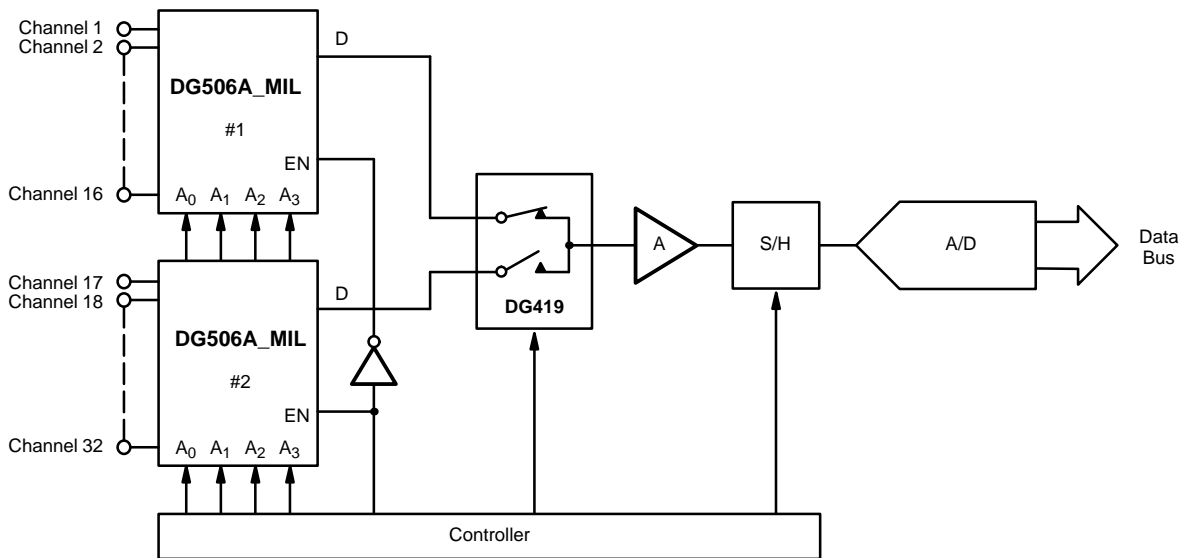 Channel 1
Channel 2
D
DG506A_MIL
#1
EN
Channel 16
A0 A1 A2 A3
DG419
A
S/H
A/D
Data
Bus
Channel 17
Channel 18
D
DG506A_MIL
#2
EN
Channel 32
A0 A1 A2 A3
Controller